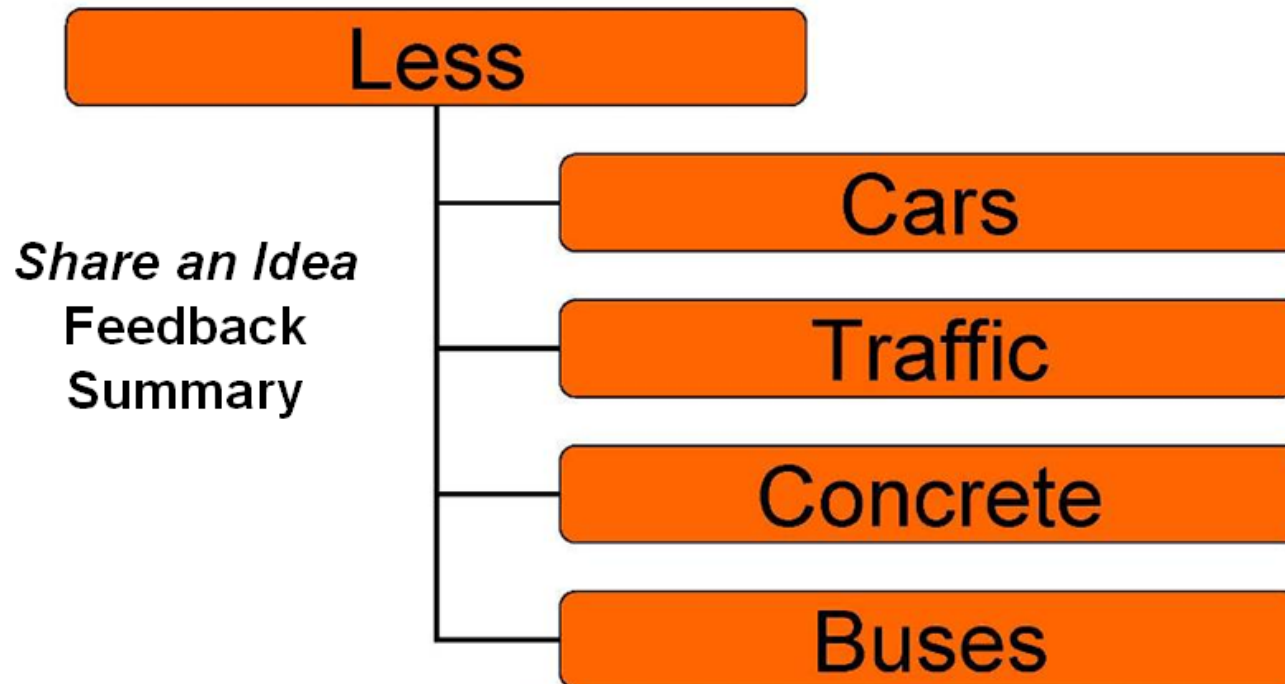 Less
Cars
Share an Idea
Feedback
Summary
Traffic
Concrete
Buses